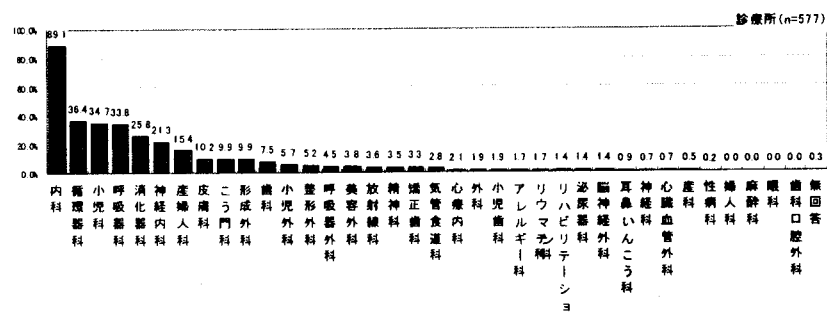 診療所(n=577)
100.0%
80.0%
60.0%
40.0%
20.0%
0.0%
89.1
36.4
34.7
33.8
25.8
21.3
15.4
10.2
9.9
9.9
7.5
5.7
5.2
4.5
3.8
3.6
3.5
3.3
2.8
2.1
1.9
1.9
1.7
1.7
1.4
1.4
1.4
0.9
0.7
0.7
0.5
0.2
0.0
0.0
0.0
0.0
0.3
内科
循環器科
小児科
呼吸器科
消化器科
神経内科
産婦人科
皮膚科
こう門科
形成外科
歯科
小児外科
整形外科
呼吸器外科
美容外科
放射線科
精神科
矯正歯科
気管食道科
心療内科
外科
小児歯科
アレルギー科
リウマチ科
リハビリテーショ
ン科
泌尿器科
脳神経外科
耳鼻いんこう科
神経科
心臓血管外科
産科
性病科
婦人科
麻酔科
眼科
歯科口腔外科
無回答